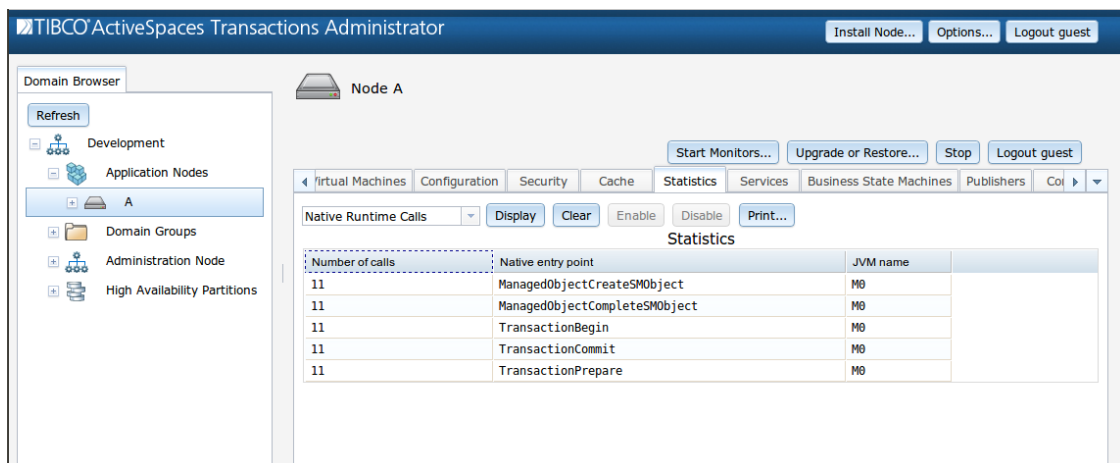 TIBCO® ActiveSpaces Transactions Administrator
Install Node... Options... Logout guest
Domain Browser
Refresh
Development
Application Nodes
A
Domain Groups
Administration Node
High Availability Partitions
Node A
Start Monitors... Upgrade or Restore... Stop Logout guest
Virtual Machines Configuration Security Cache Statistics Services Business State Machines Publishers
Native Runtime Calls Display Clear Enable Disable Print...
Statistics
Number of calls Native entry point JVM name
11 ManagedObjectCreateSMObject M0
11 ManagedObjectCompleteSMObject M0
11 TransactionBegin M0
11 TransactionCommit M0
11 TransactionPrepare M0